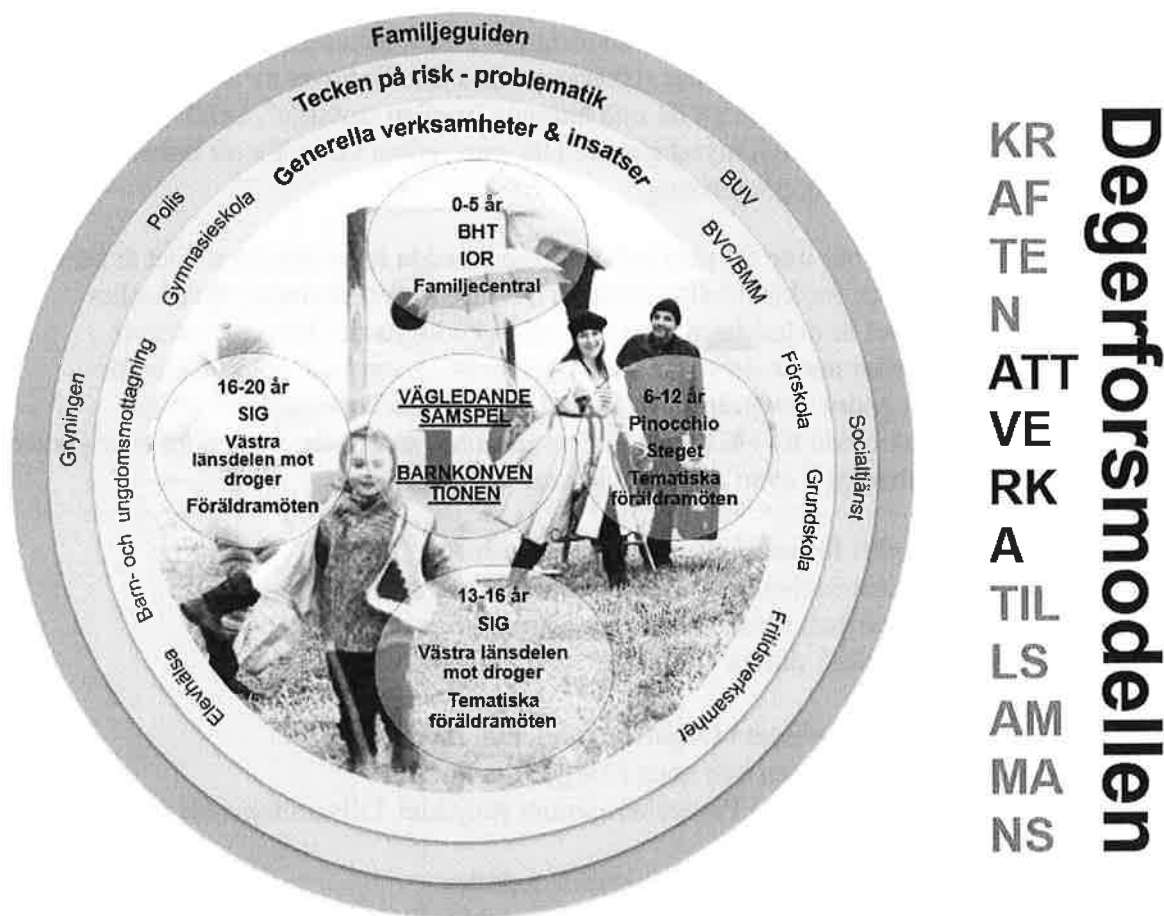 Familjeguiden
Tecken på risk - problematik
Generella verksamheter & insatser
Polis
Gymnasieskola
BUV
BVC/BMM
Gryningen
Barn- och ungdomsmottagning
Elevhälsa
Förskola
Grundskola
Socialtjänst
Fritidsverksamhet
0-5 år
BHT
IOR
Familjecentral
16-20 år
SIG
Västra
länsdelen mot
droger
Föräldramöten
VÄGLEDANDE
SAMSPEL
BARNKONVEN
TIONEN
6-12 år
Pinocchio
Steget
Tematiska
föräldramöten
13-16 år
SIG
Västra länsdelen
mot droger
Tematiska
föräldramöten
KR
AF
TE
N
ATT
VE
RK
A
TIL
LS
AM
MA
NS
Degerforsmodellen